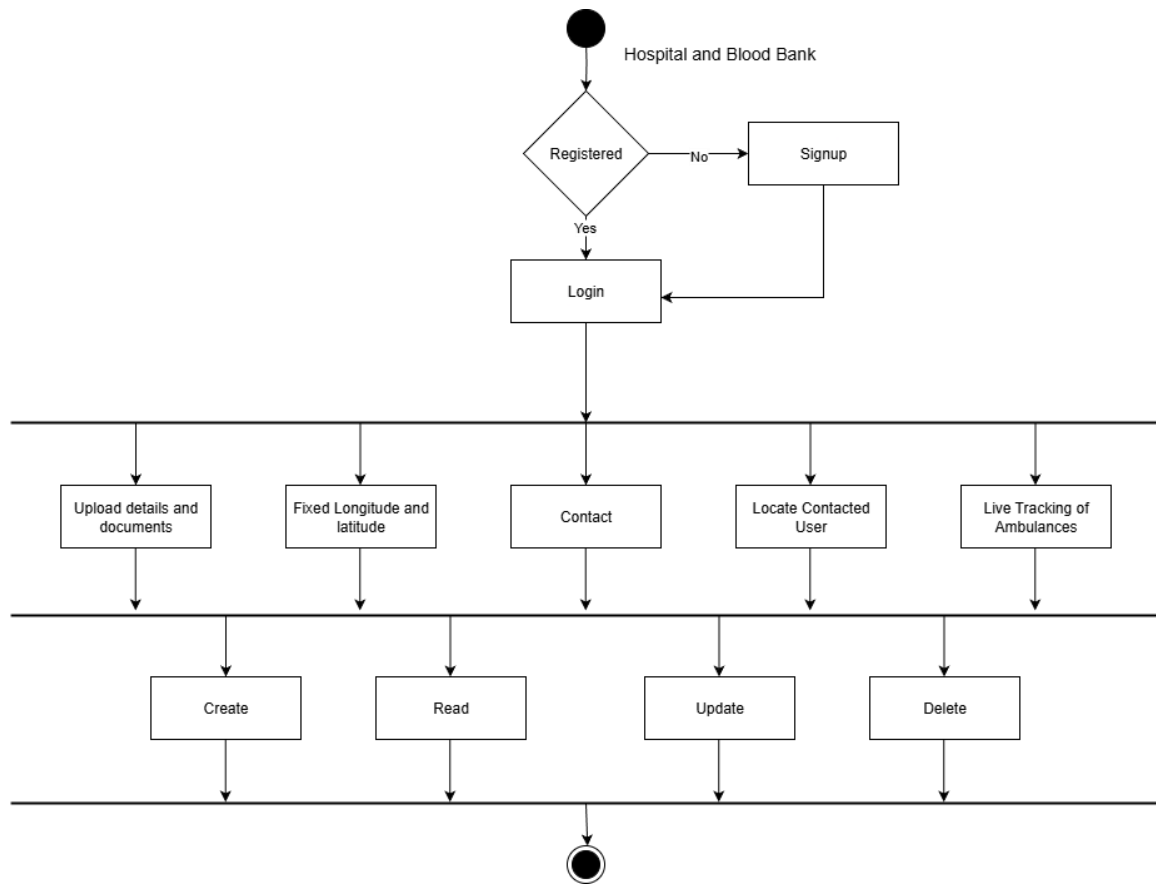 Hospital and Blood Bank
Registered
No
Signup
Yes
Login
Upload details and
documents
Fixed Longitude and
latitude
Contact
Locate Contacted
User
Live Tracking of
Ambulances
Create
Read
Update
Delete